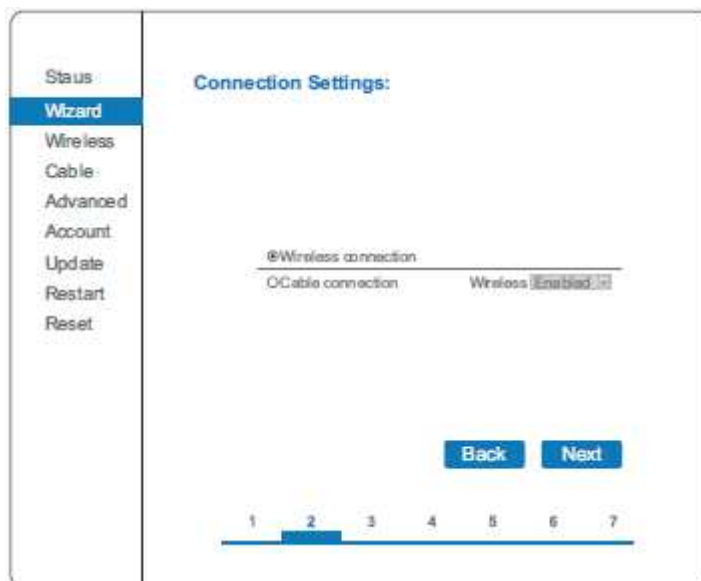 Staus
Wizard
Wireless
Cable
Advanced
Account
Update
Restart
Reset
Connection Settings:
Wireless connection
Cable connection
Wireless Enabled
Back
Next
1 2 3 4 5 6 7